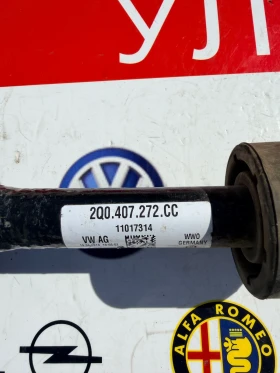 УЛ
2Q0.407.272.CC
11017314
VW AG
WWO
GERMANY
ALFA ROMEO